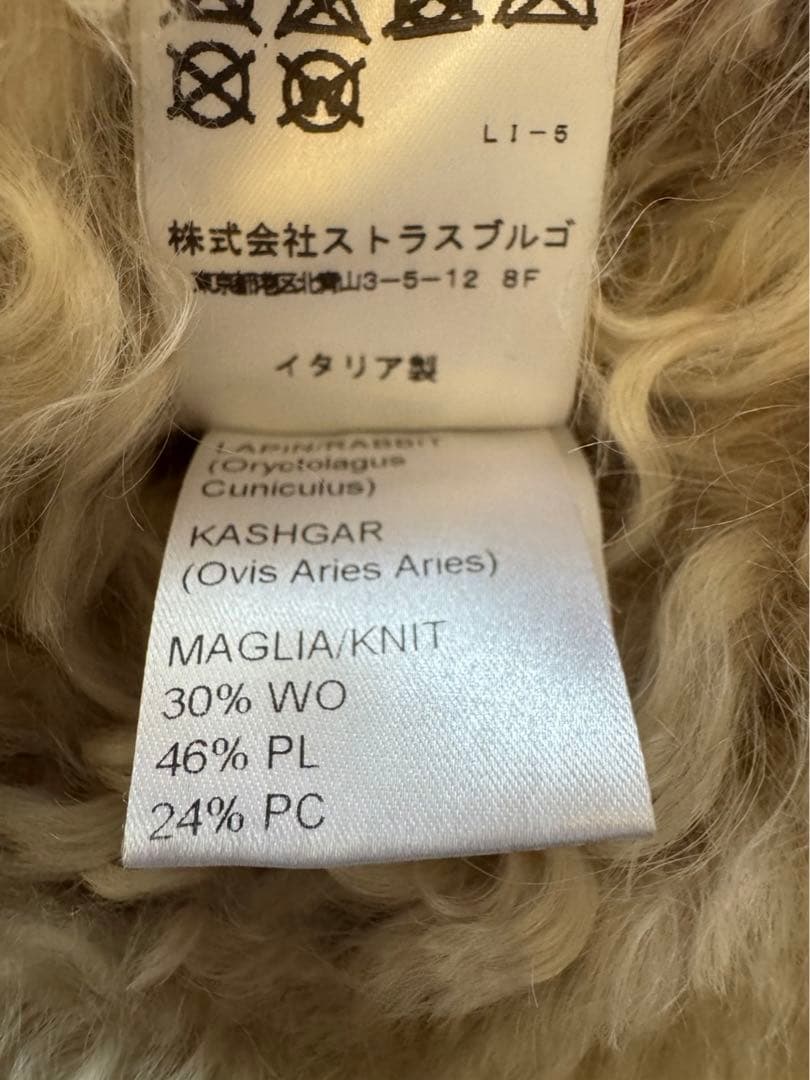 LI-5
株式会社ストラスブルゴ
東京都港区北青山3-5-12 8F
イタリア製
LAPIN/RABBIT
(Oryctolagus
Cuniculus)
KASHGAR
(Ovis Aries Aries)
MAGLIA/KNIT
30% WO
46% PL
24% PC